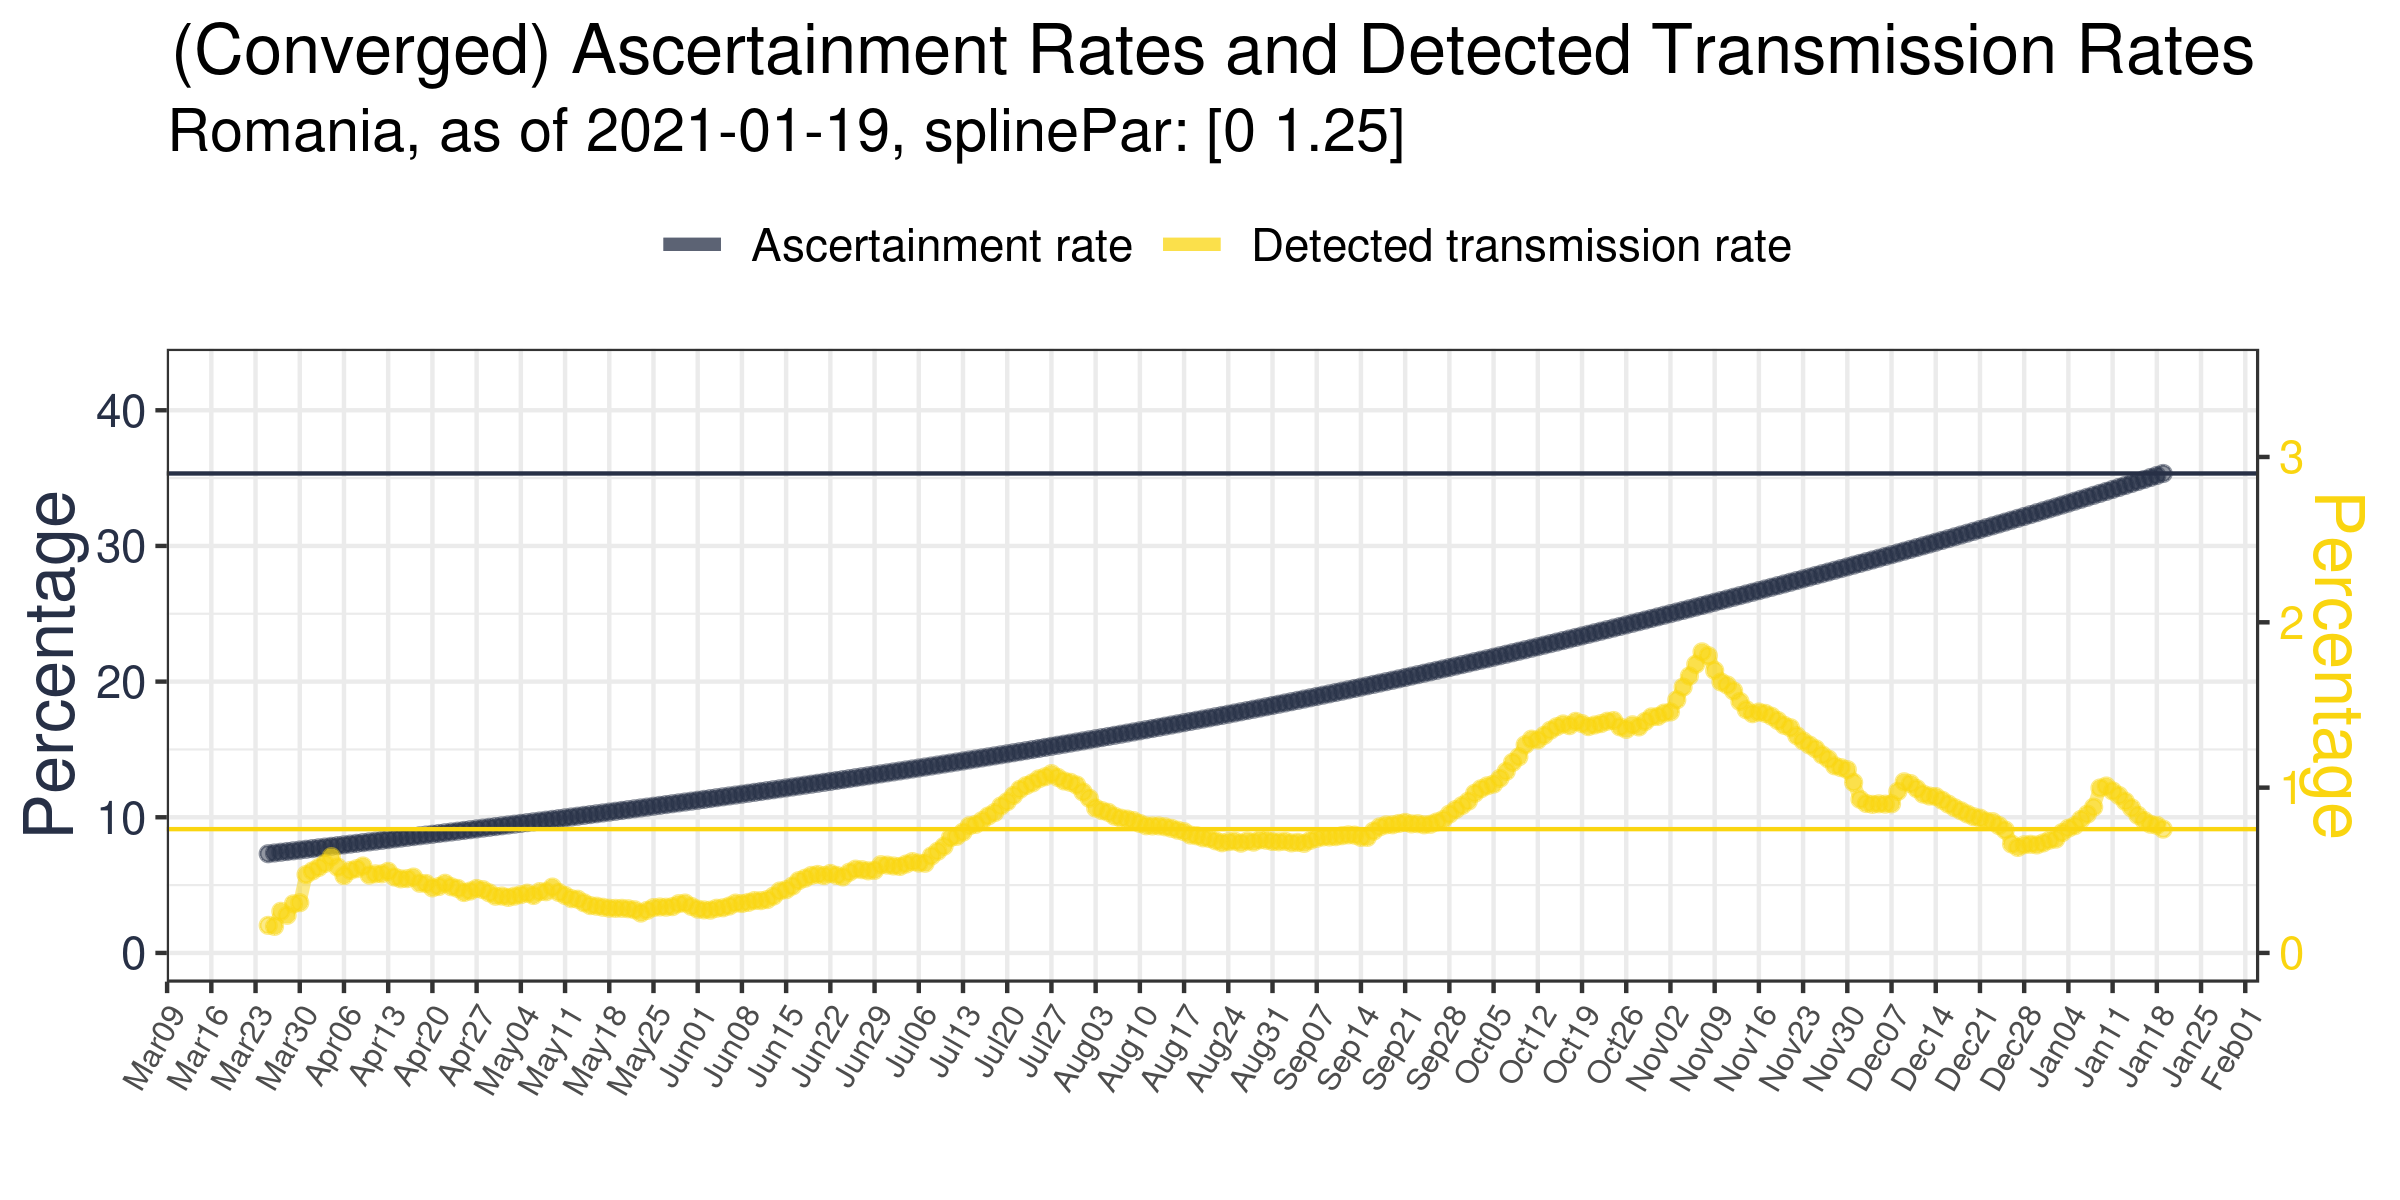 (Converged) Ascertainment Rates and Detected Transmission Rates
Romania, as of 2021-01-19, splinePar: [0 1.25]
Ascertainment rate
Detected transmission rate
Percentage
40
30
20
10
0
3
2
1
0
Percentage
Mar09
Mar16
Mar23
Mar30
Apr06
Apr13
Apr20
Apr27
May04
May11
May18
May25
Jun01
Jun08
Jun15
Jun22
Jun29
Jul06
Jul13
Jul20
Jul27
Aug03
Aug10
Aug17
Aug24
Aug31
Sep07
Sep14
Sep21
Sep28
Oct05
Oct12
Oct19
Oct26
Nov02
Nov09
Nov16
Nov23
Nov30
Dec07
Dec14
Dec21
Dec28
Jan04
Jan11
Jan18
Jan25
Feb01